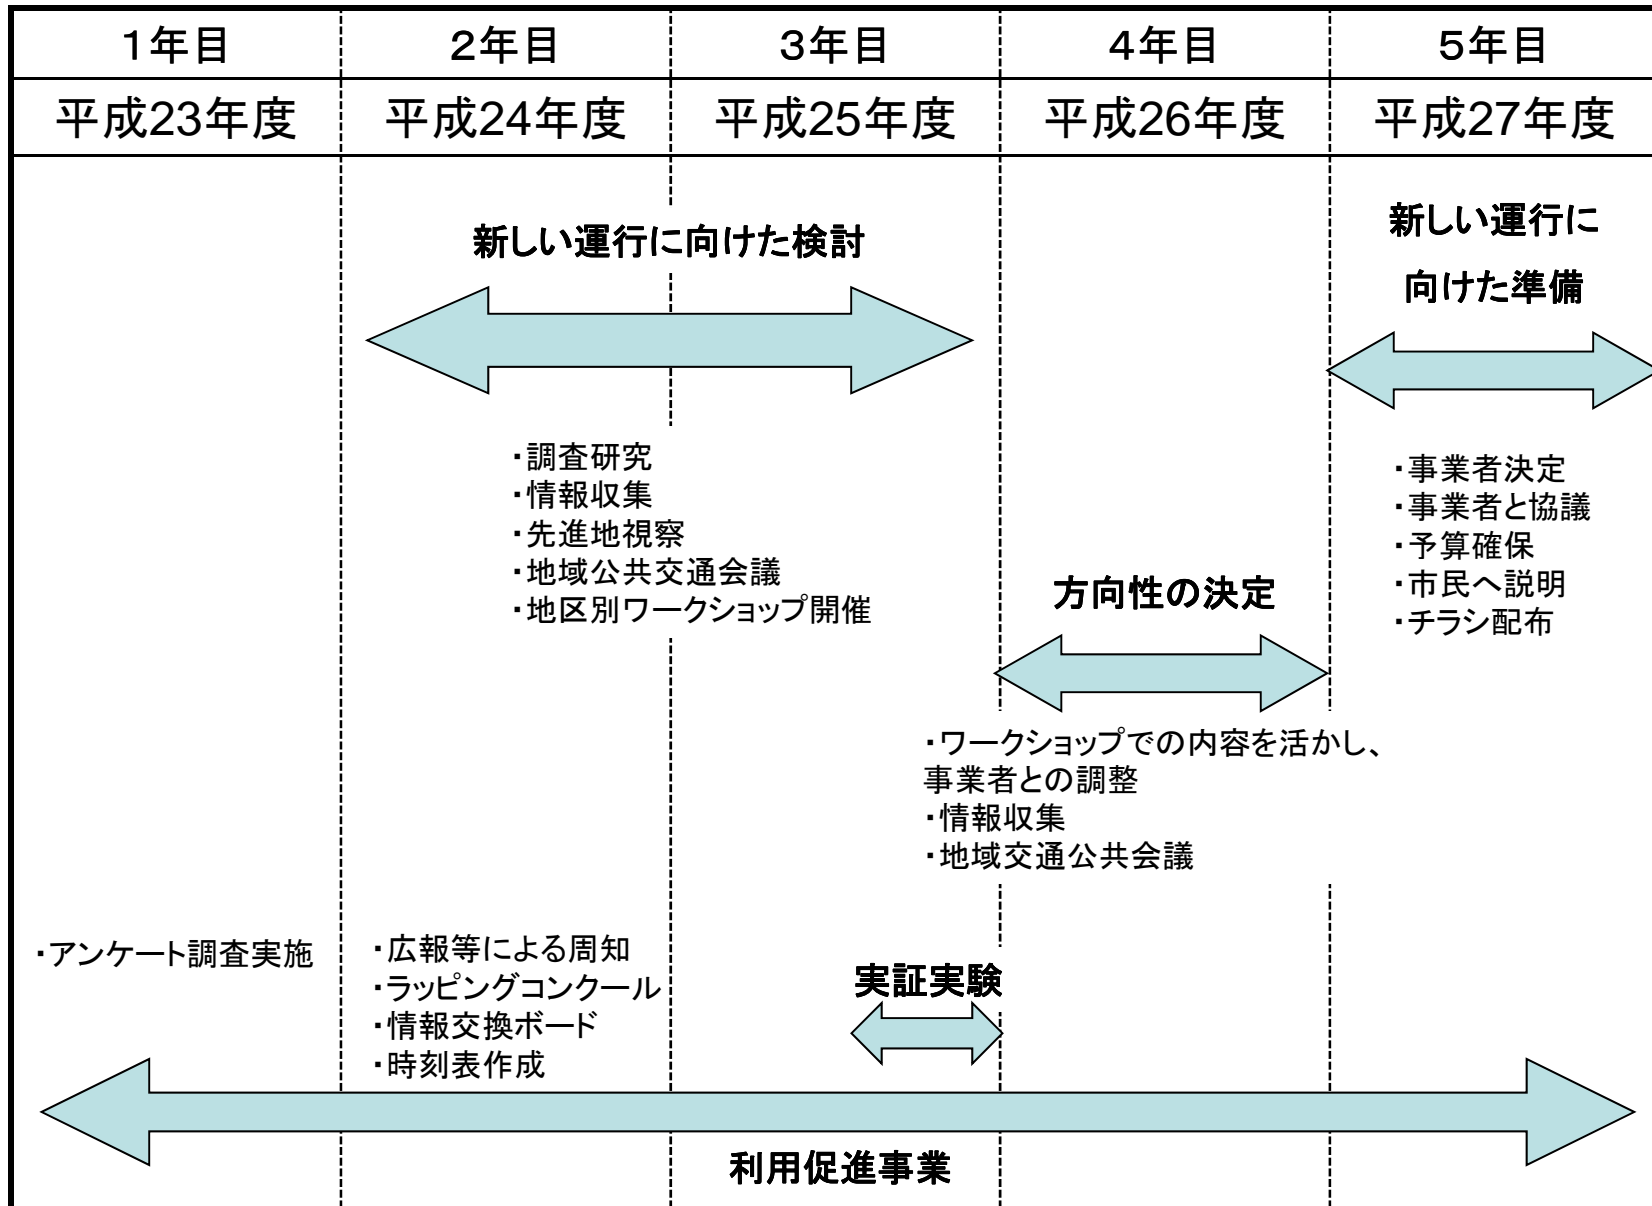 1年目
2年目
3年目
4年目
5年目
平成23年度
平成24年度
平成25年度
平成26年度
平成27年度
新しい運行に向けた検討
・調査研究
・情報収集
・先進地視察
・地域公共交通会議
・地区別ワークショップ開催
新しい運行に
向けた準備
・事業者決定
・事業者と協議
・予算確保
・市民へ説明
・チラシ配布
方向性の決定
・ワークショップでの内容を活かし、
事業者との調整
・情報収集
・地域交通公共会議
・アンケート調査実施
・広報等による周知
・ラッピングコンクール
・情報交換ボード
・時刻表作成
実証実験
利用促進事業